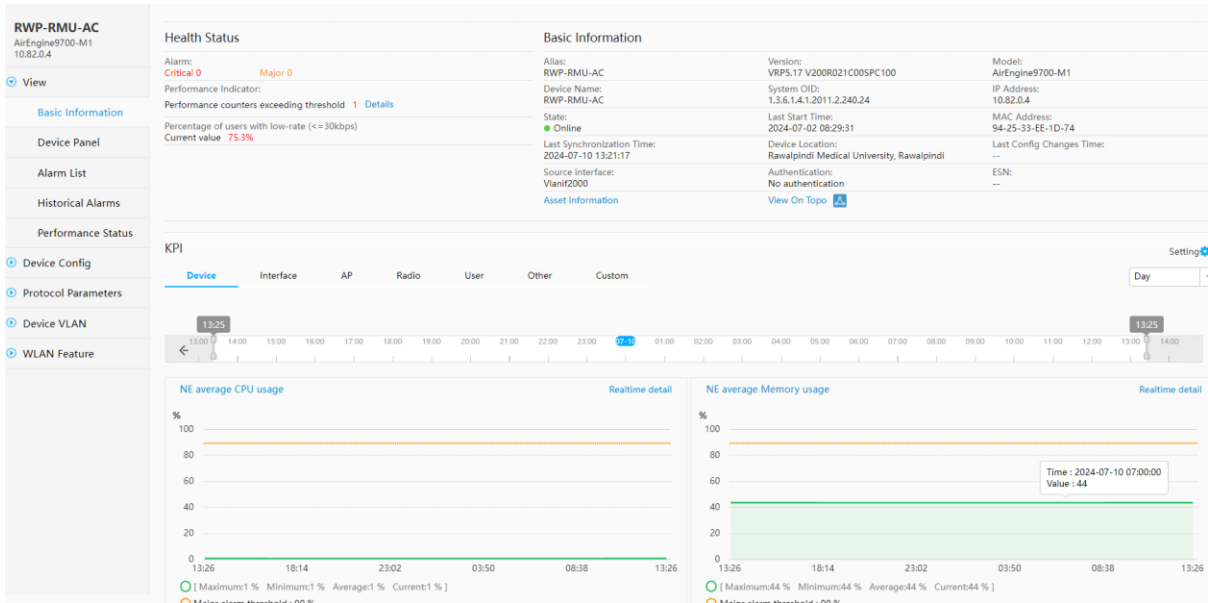 RWP-RMU-AC
AirEngine9700-M1
10.82.0.4
View
Basic Information
Device Panel
Alarm List
Historical Alarms
Performance Status
Device Config
Protocol Parameters
Device VLAN
WLAN Feature
Health Status
Alarm:
Critical 0 Major 0
Performance Indicator:
Performance counters exceeding threshold 1 Details
Percentage of users with low-rate (<=30kbps)
Current value 75.3%
Basic Information
Alias: Version: Model:
RWP-RMU-AC VRP5.17 V200R021C00SPC100 AirEngine9700-M1
Device Name: System OID: IP Address:
RWP-RMU-AC 1.3.6.1.4.1.2011.2.240.24 10.82.0.4
State: Last Start Time: MAC Address:
Online 2024-07-02 08:29:31 94-25-33-EE-1D-74
Last Synchronization Time: Device Location: Last Config Changes Time:
2024-07-10 13:21:17 Rawalpindi Medical University, Rawalpindi --
Source interface: Authentication: ESN:
Vlanif2000 No authentication --
Asset Information View On Topo
KPI
Setting
Device Interface AP Radio User Other Custom
Day
13:25 13:25
13:00 14:00 15:00 16:00 17:00 18:00 19:00 20:00 21:00 22:00 23:00 07-10 01:00 02:00 03:00 04:00 05:00 06:00 07:00 08:00 09:00 10:00 11:00 12:00 13:00 14:00
NE average CPU usage Realtime detail
%
100
80
60
40
20
0
13:26 18:14 23:02 03:50 08:38 13:26
[ Maximum:1 % Minimum:1 % Average:1 % Current:1 % ]
Major alarm threshold : 90 %
NE average Memory usage Realtime detail
%
100
80
60
40
20
0
Time : 2024-07-10 07:00:00
Value : 44
13:26 18:14 23:02 03:50 08:38 13:26
[ Maximum:44 % Minimum:44 % Average:44 % Current:44 % ]
Major alarm threshold : 90 %